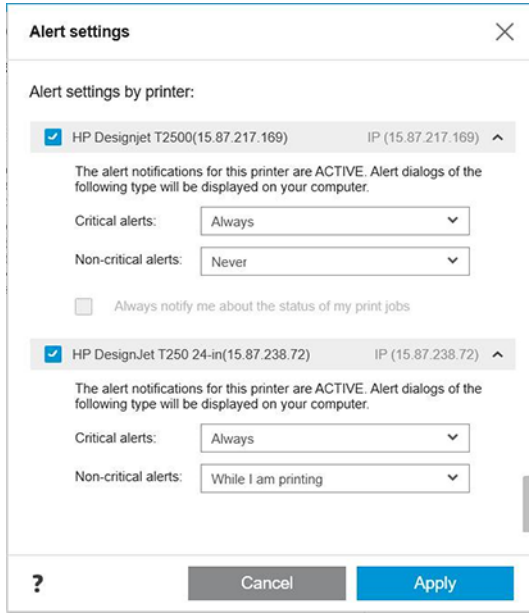 Alert settings
Alert settings by printer:
HP Designjet T2500(15.87.217.169) IP (15.87.217.169)
The alert notifications for this printer are ACTIVE. Alert dialogs of the
following type will be displayed on your computer.
Critical alerts: Always
Non-critical alerts: Never
Always notify me about the status of my print jobs
HP DesignJet T250 24-in(15.87.238.72) IP (15.87.238.72)
The alert notifications for this printer are ACTIVE. Alert dialogs of the
following type will be displayed on your computer.
Critical alerts: Always
Non-critical alerts: While I am printing
? Cancel Apply